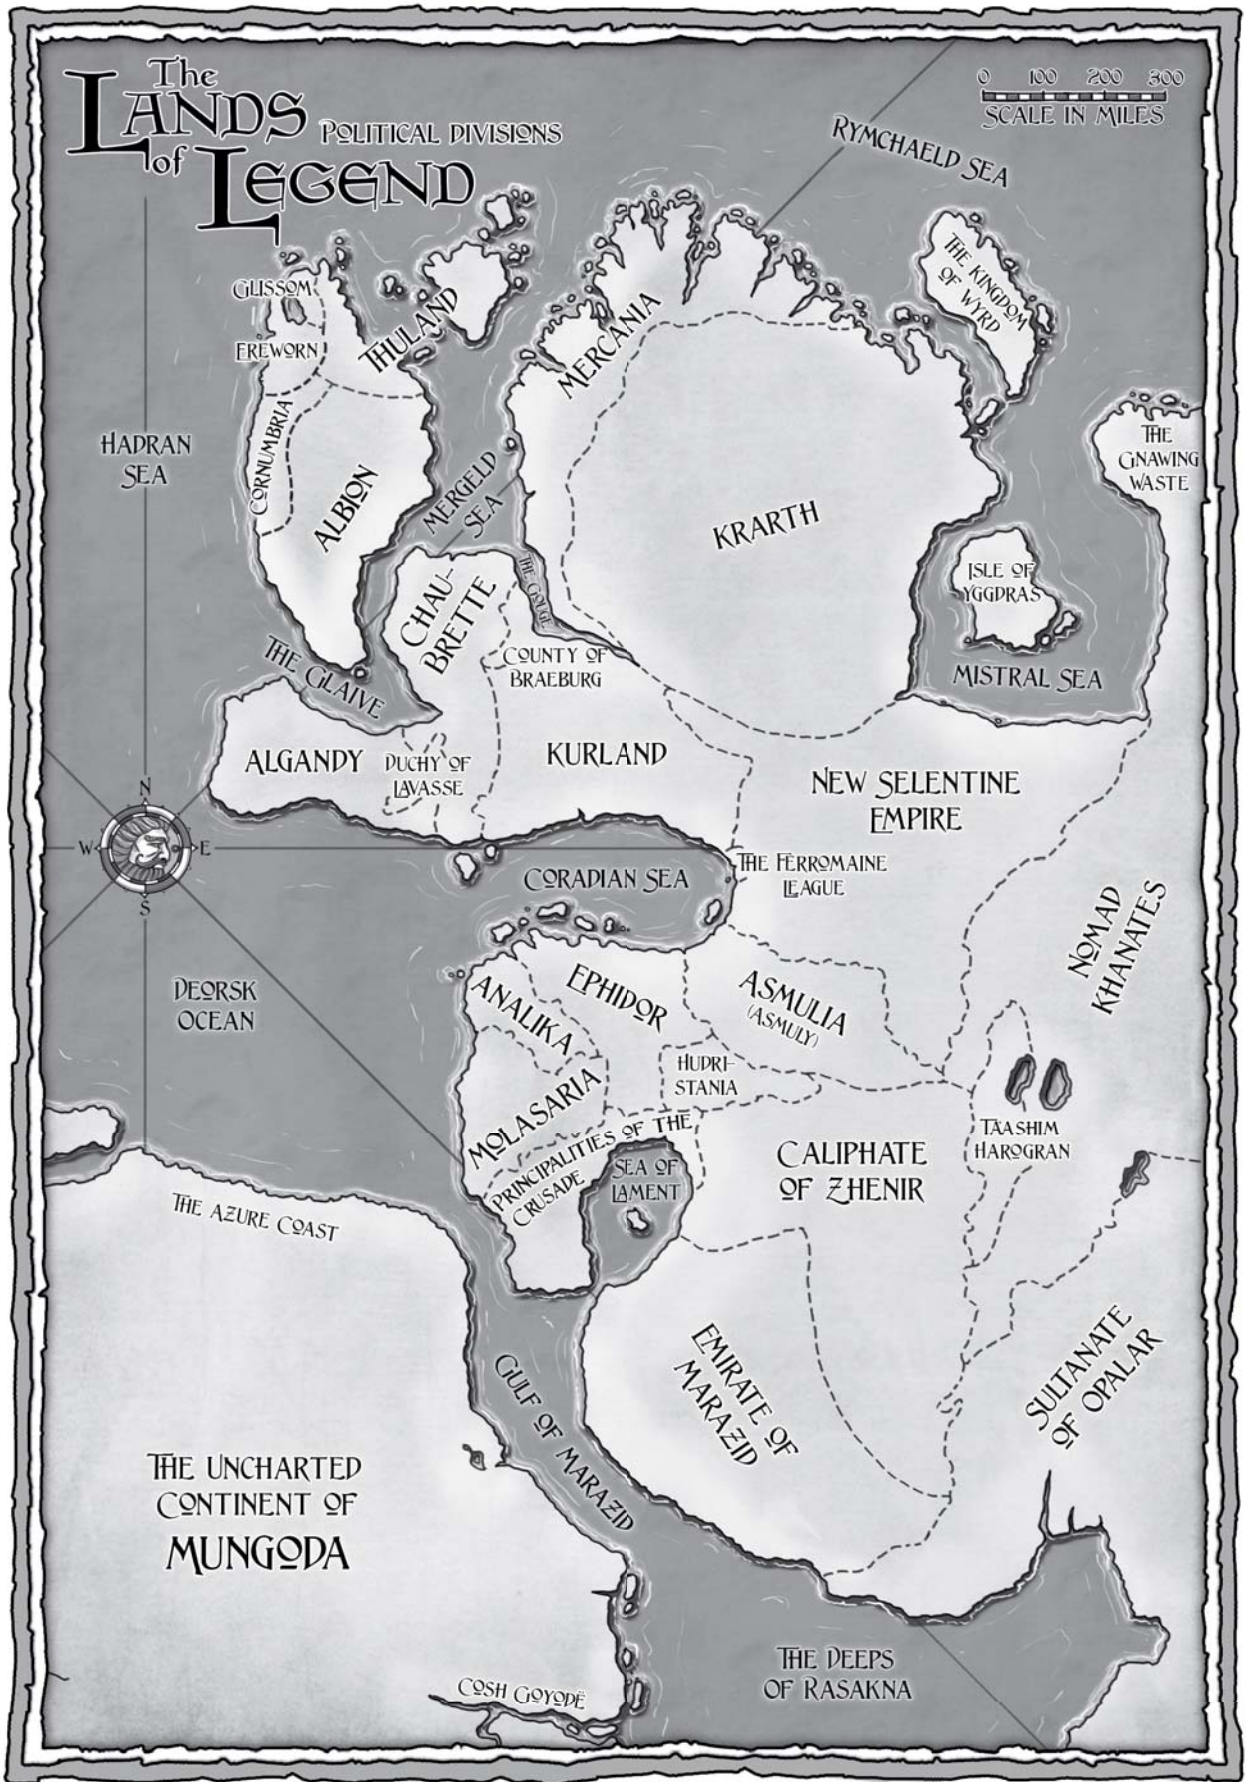 The
LANDS
of
LEGEND
POLITICAL DIVISIONS
0 100 200 300
SCALE IN MILES
RYMCHAELD SEA
THE KINGDOM
OF WYRD
GLISSOM
EREWORN
THULAND
MERCANIA
HADRAN
SEA
CORNUMBRIA
ALBION
MERGELD
SEA
KRARTH
THE
GNAWING
WASTE
ISLE OF
YGGDRAS
MISTRAL SEA
CHAU-
BRETTE
THE GOUGE
COUNTY OF
BRAEBURG
THE GLAIVE
ALGANDY
DUCHY OF
LAVASSE
KURLAND
NEW SELENTINE
EMPIRE
N
W E
S
CORADIAN SEA
THE FERROMAINE
LEAGUE
NOMAD
KHANATES
DEORSK
OCEAN
ANALIKA
EPHIDOR
ASMULIA
(ASMULY)
HUDRI-
STANIA
MOLASARIA
PRINCIPALITIES OF THE
CRUSADE
SEA OF
LAMENT
CALIPHATE
OF ZHENIR
TAASHIM
HAROGRAN
THE AZURE COAST
EMIRATE OF
MARAZID
SULTANATE
OF OPALAR
GULF OF MARAZID
THE UNCHARTED
CONTINENT OF
MUNGODA
THE DEEPS
OF RASAKNA
COSH GOYOPË